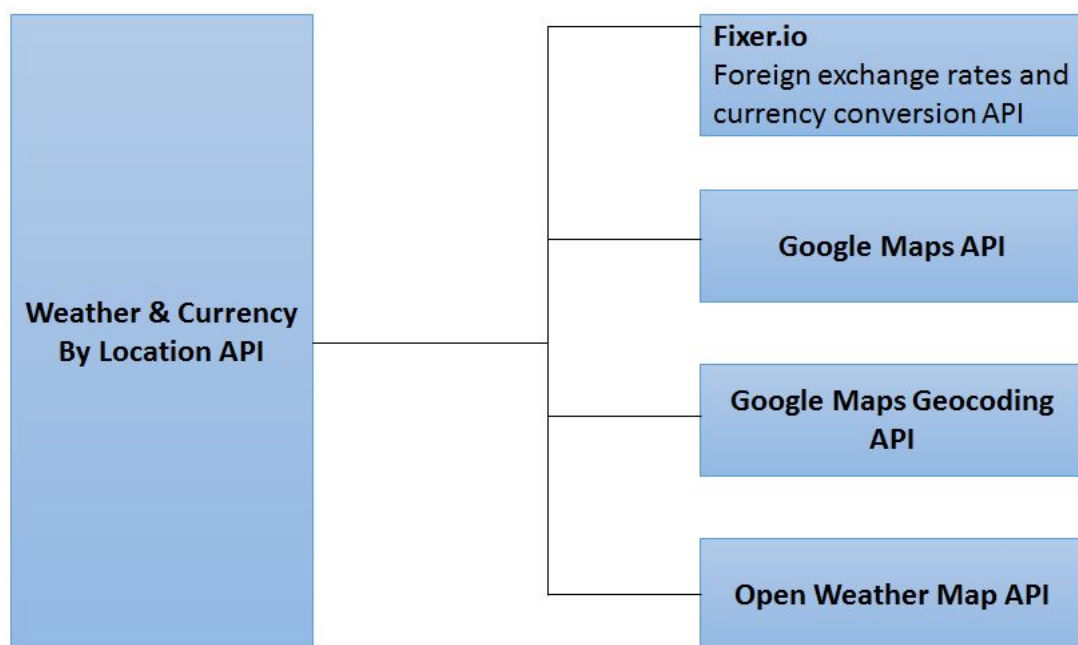 Weather & Currency
By Location API
Fixer.io
Foreign exchange rates and
currency conversion API
Google Maps API
Google Maps Geocoding
API
Open Weather Map API